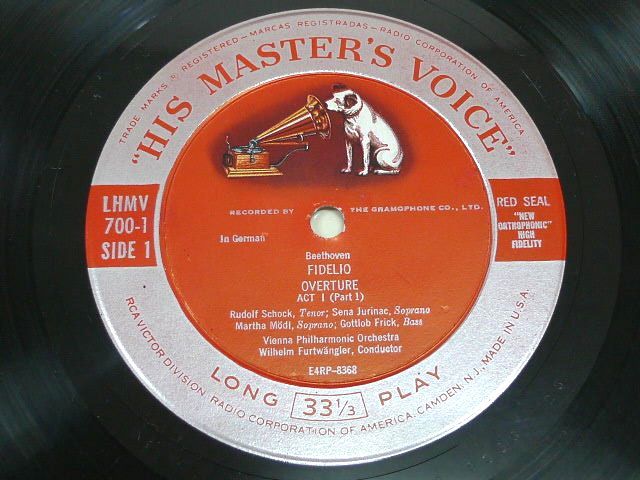 TRADE MARKS ® REGISTERED — MARCAS REGISTRADAS — RADIO CORPORATION OF AMERICA
"HIS MASTER'S VOICE"
LHMV
700-1
SIDE 1
RED SEAL
"NEW
ORTHOPHONIC"
HIGH
FIDELITY
RECORDED BY THE GRAMOPHONE CO., LTD.
In German
Beethoven
FIDELIO
OVERTURE
ACT I (Part 1)
Rudolf Schock, Tenor; Sena Jurinac, Soprano
Martha Mödl, Soprano; Gottlob Frick, Bass
Vienna Philharmonic Orchestra
Wilhelm Furtwängler, Conductor
E4RP-8368
LONG 33 1/3 PLAY
RCA VICTOR DIVISION RADIO CORPORATION OF AMERICA, CAMDEN, N.J., MADE IN U.S.A.